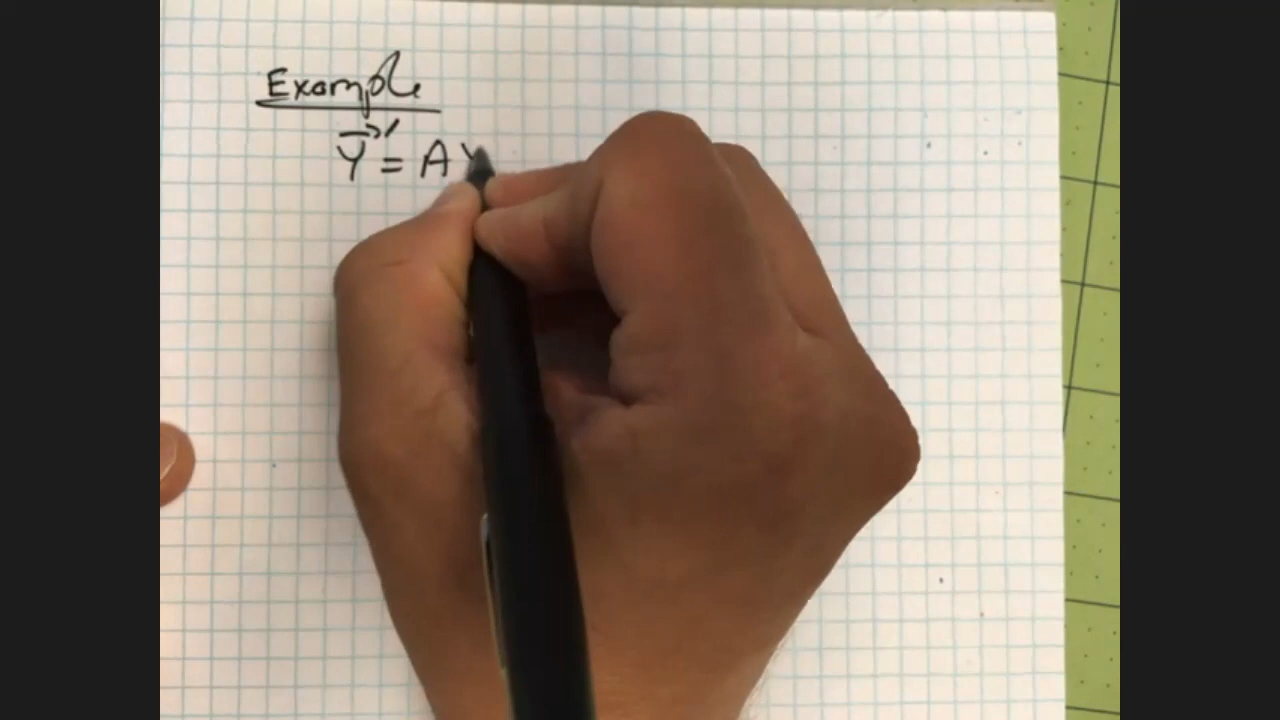 Example
Y⃗' = A Y